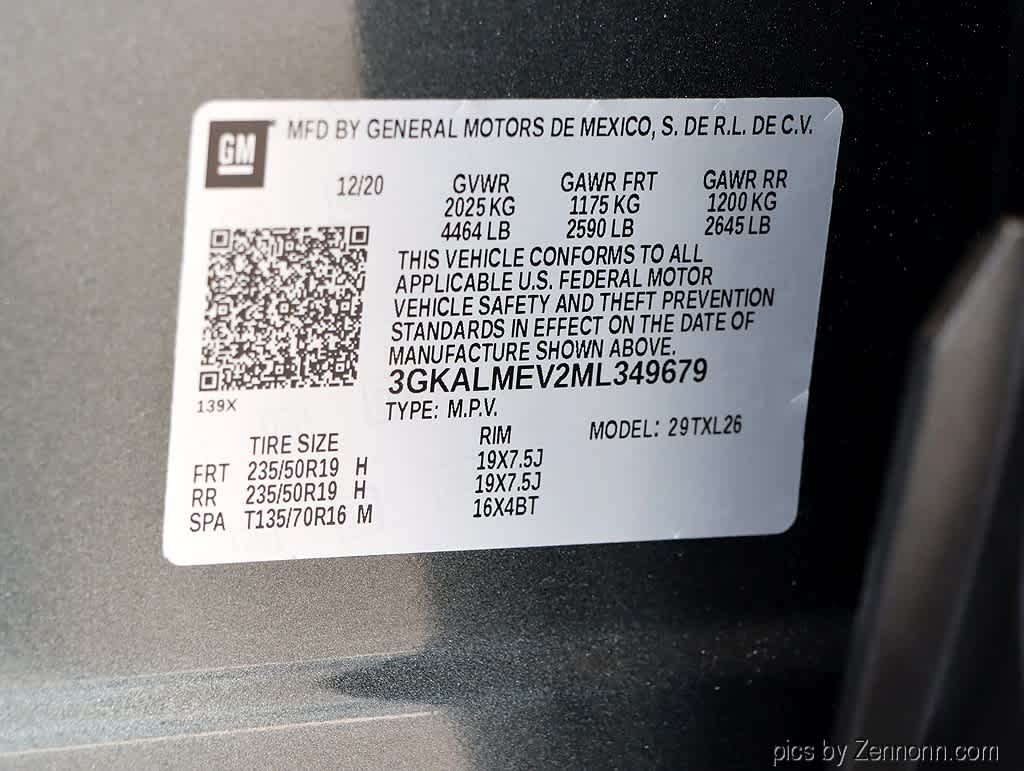 GM MFD BY GENERAL MOTORS DE MEXICO, S. DE R.L. DE C.V.
12/20 GVWR GAWR FRT GAWR RR
2025 KG 1175 KG 1200 KG
4464 LB 2590 LB 2645 LB
THIS VEHICLE CONFORMS TO ALL
APPLICABLE U.S. FEDERAL MOTOR
VEHICLE SAFETY AND THEFT PREVENTION
STANDARDS IN EFFECT ON THE DATE OF
MANUFACTURE SHOWN ABOVE.
3GKALMEV2ML349679
139X
TYPE: M.P.V.
TIRE SIZE RIM MODEL: 29TXL26
FRT 235/50R19 H 19X7.5J
RR 235/50R19 H 19X7.5J
SPA T135/70R16 M 16X4BT
pics by Zennonn.com